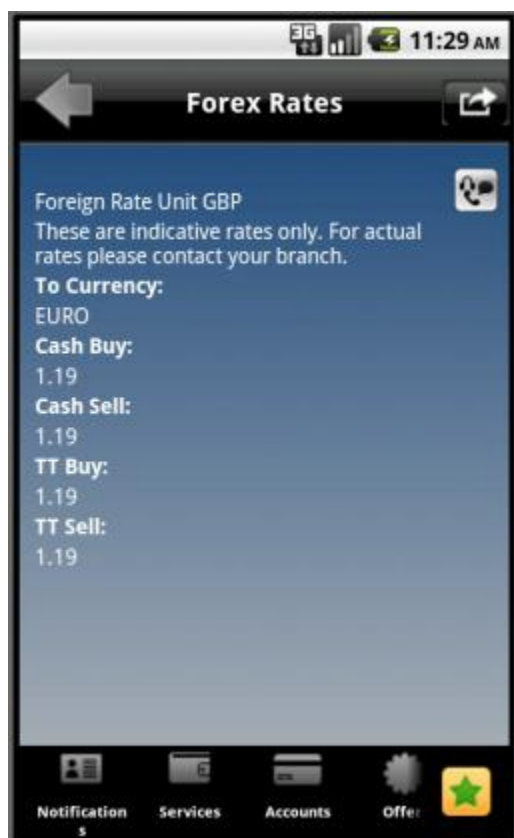 3G
11:29 AM
Forex Rates
Foreign Rate Unit GBP
These are indicative rates only. For actual
rates please contact your branch.
To Currency:
EURO
Cash Buy:
1.19
Cash Sell:
1.19
TT Buy:
1.19
TT Sell:
1.19
Notification
s
Services
Accounts
Offer